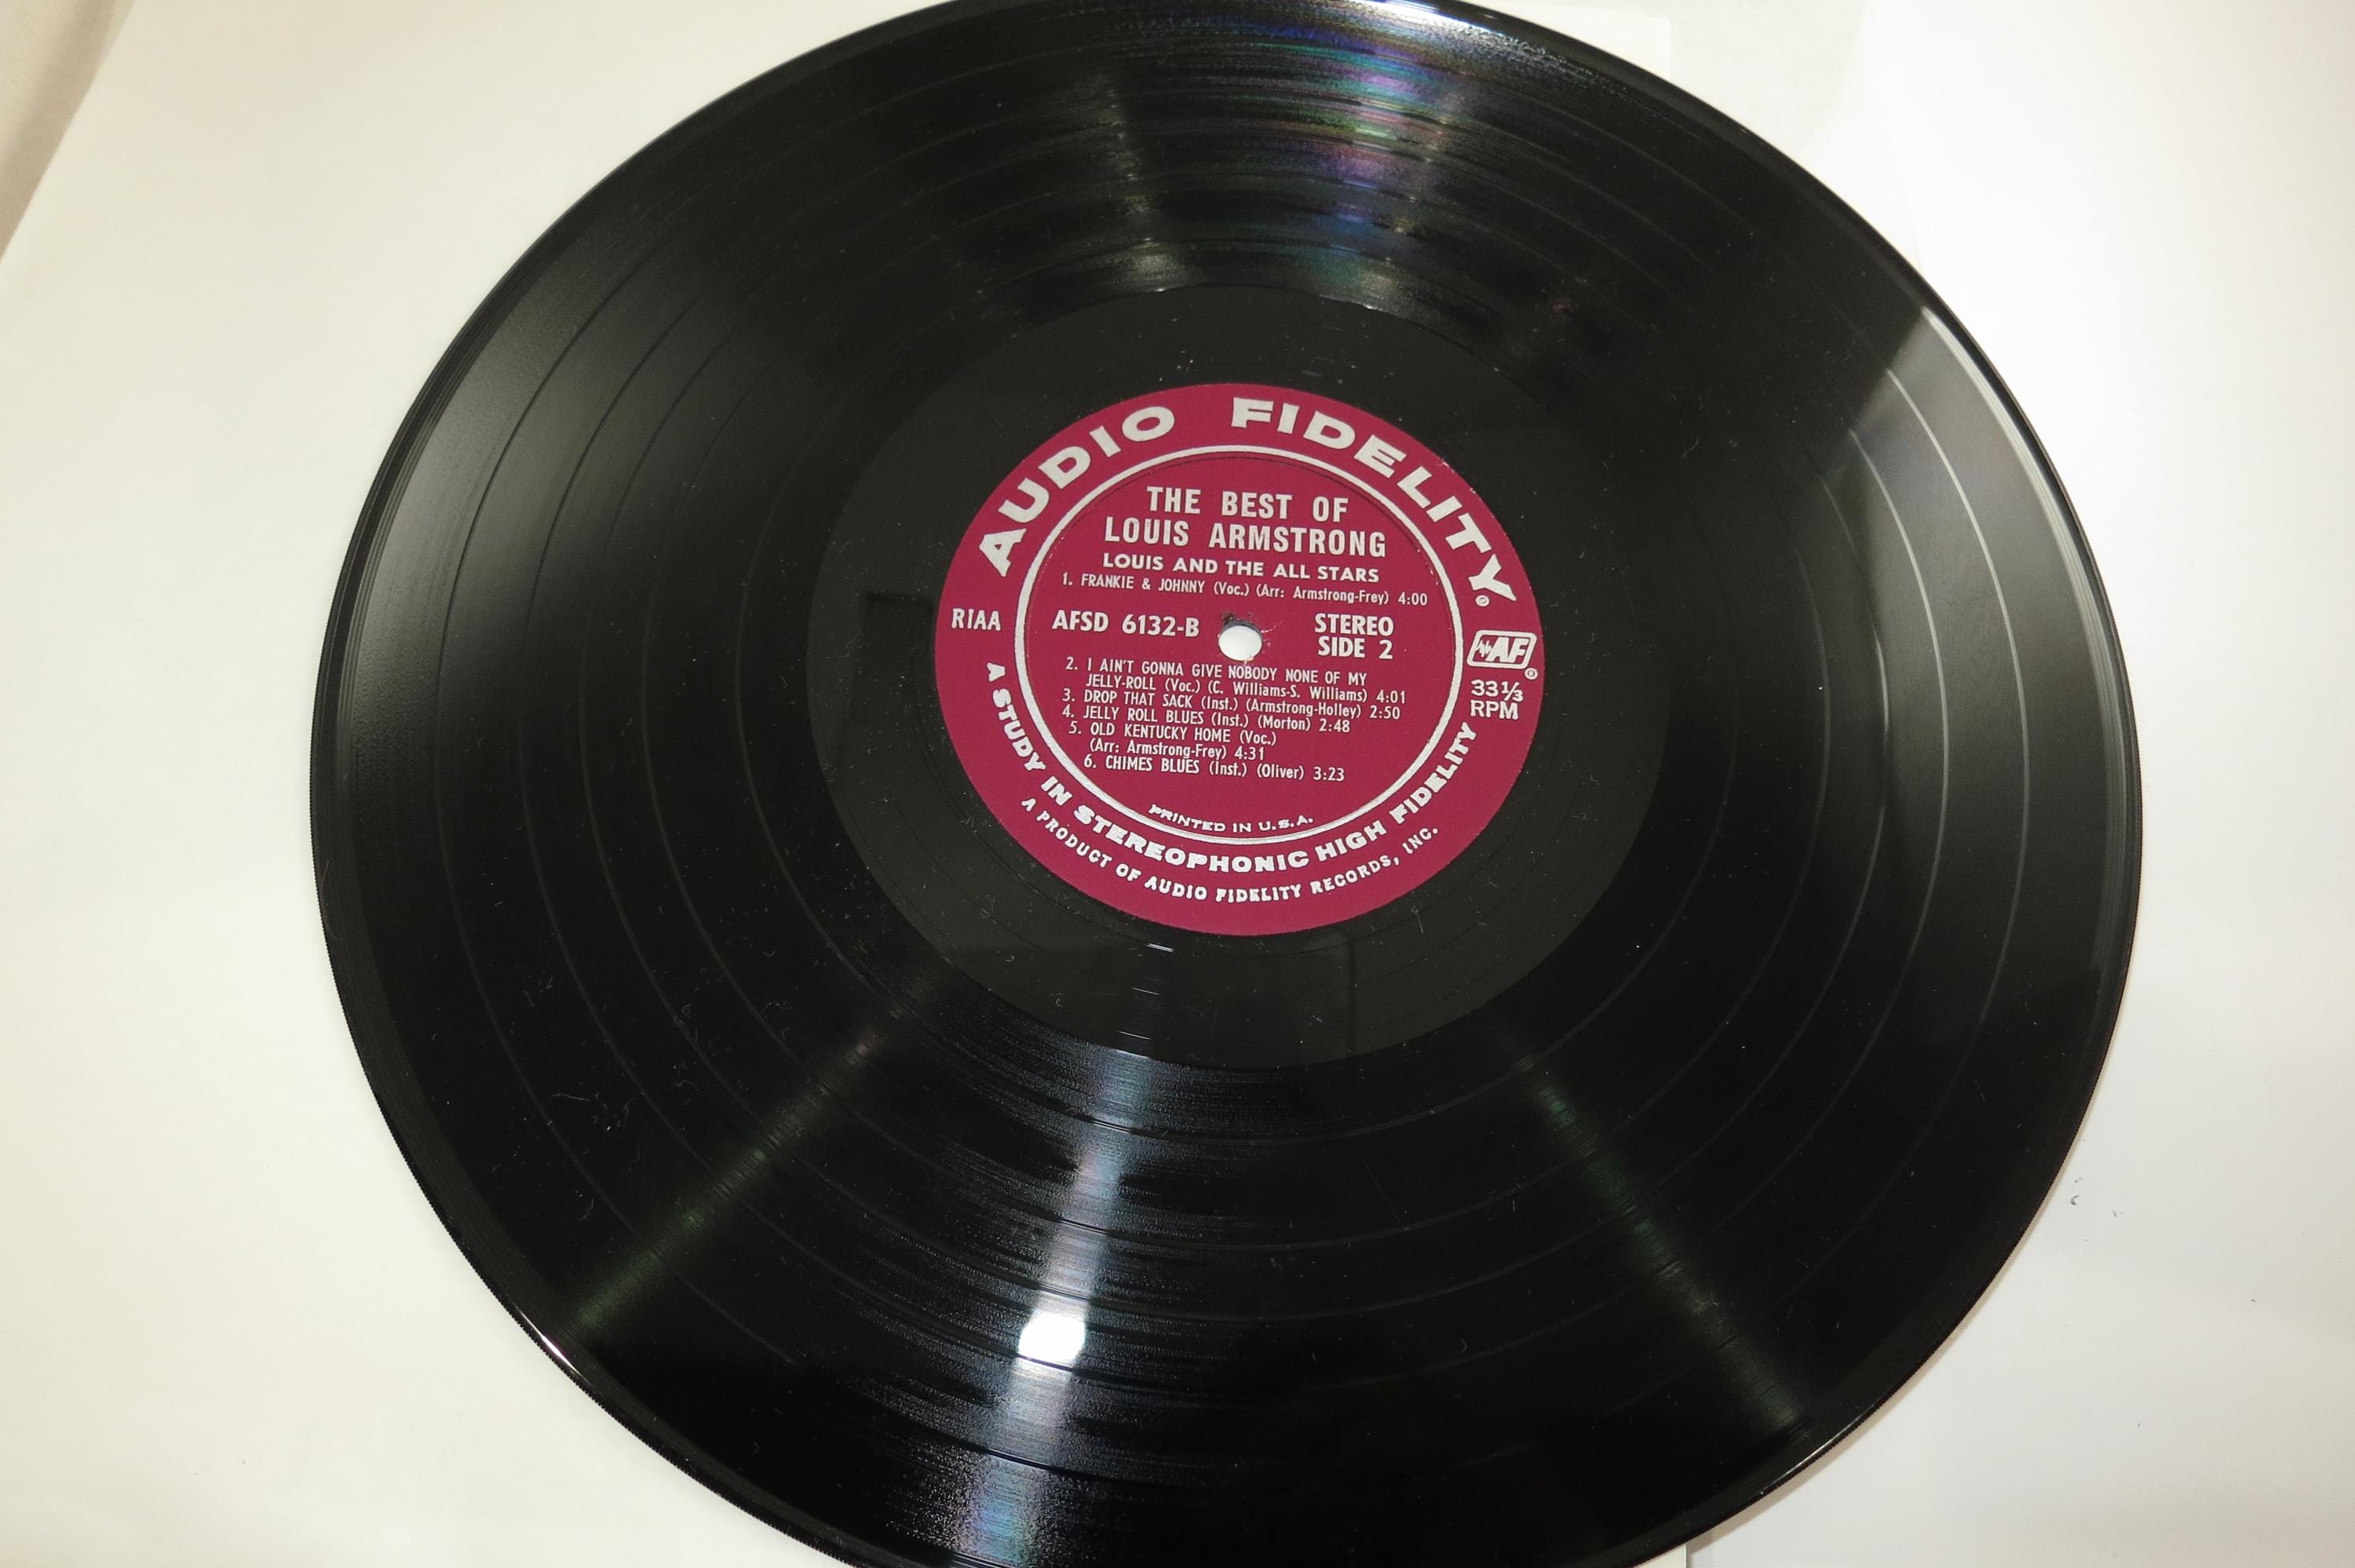 AUDIO FIDELITY®
THE BEST OF
LOUIS ARMSTRONG
LOUIS AND THE ALL STARS
1. FRANKIE & JOHNNY (Voc.) (Arr: Armstrong-Frey) 4:00
RIAA
AFSD 6132-B
STEREO
SIDE 2
AF®
33⅓
RPM
2. I AIN'T GONNA GIVE NOBODY NONE OF MY
JELLY-ROLL (Voc.) (C. Williams-S. Williams) 4:01
3. DROP THAT SACK (Inst.) (Armstrong-Holley) 2:50
4. JELLY ROLL BLUES (Inst.) (Morton) 2:48
5. OLD KENTUCKY HOME (Voc.)
(Arr: Armstrong-Frey) 4:31
6. CHIMES BLUES (Inst.) (Oliver) 3:23
PRINTED IN U.S.A.
A STUDY IN STEREOPHONIC HIGH FIDELITY
A PRODUCT OF AUDIO FIDELITY RECORDS, INC.